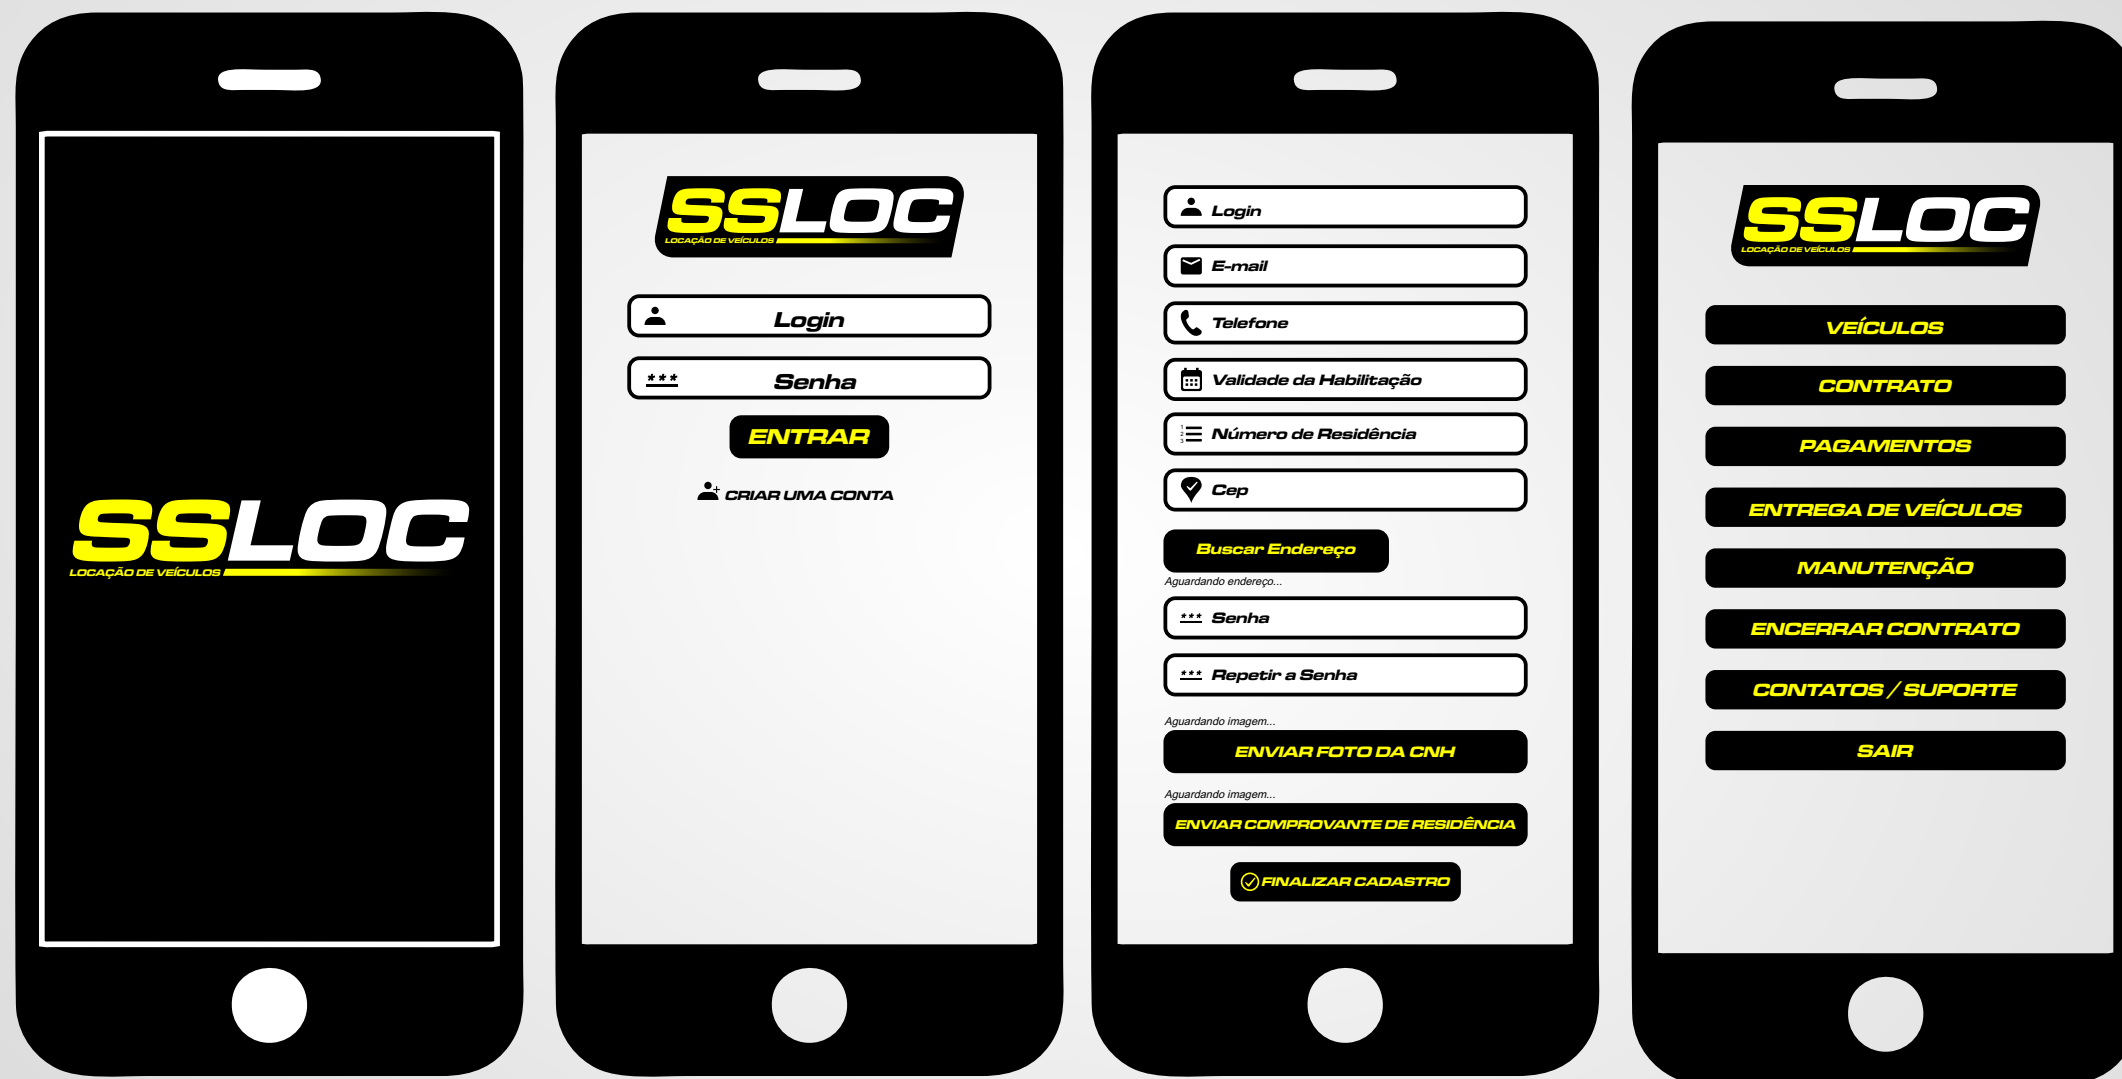 SSLOC
LOCAÇÃO DE VEÍCULOS
SSLOC
LOCAÇÃO DE VEÍCULOS
Login
*** Senha
ENTRAR
CRIAR UMA CONTA
Login
E-mail
Telefone
Validade da Habilitação
1 2 3 Número de Residência
Cep
Buscar Endereço
Aguardando endereço...
*** Senha
*** Repetir a Senha
Aguardando imagem...
ENVIAR FOTO DA CNH
Aguardando imagem...
ENVIAR COMPROVANTE DE RESIDÊNCIA
FINALIZAR CADASTRO
SSLOC
LOCAÇÃO DE VEÍCULOS
VEÍCULOS
CONTRATO
PAGAMENTOS
ENTREGA DE VEÍCULOS
MANUTENÇÃO
ENCERRAR CONTRATO
CONTATOS / SUPORTE
SAIR